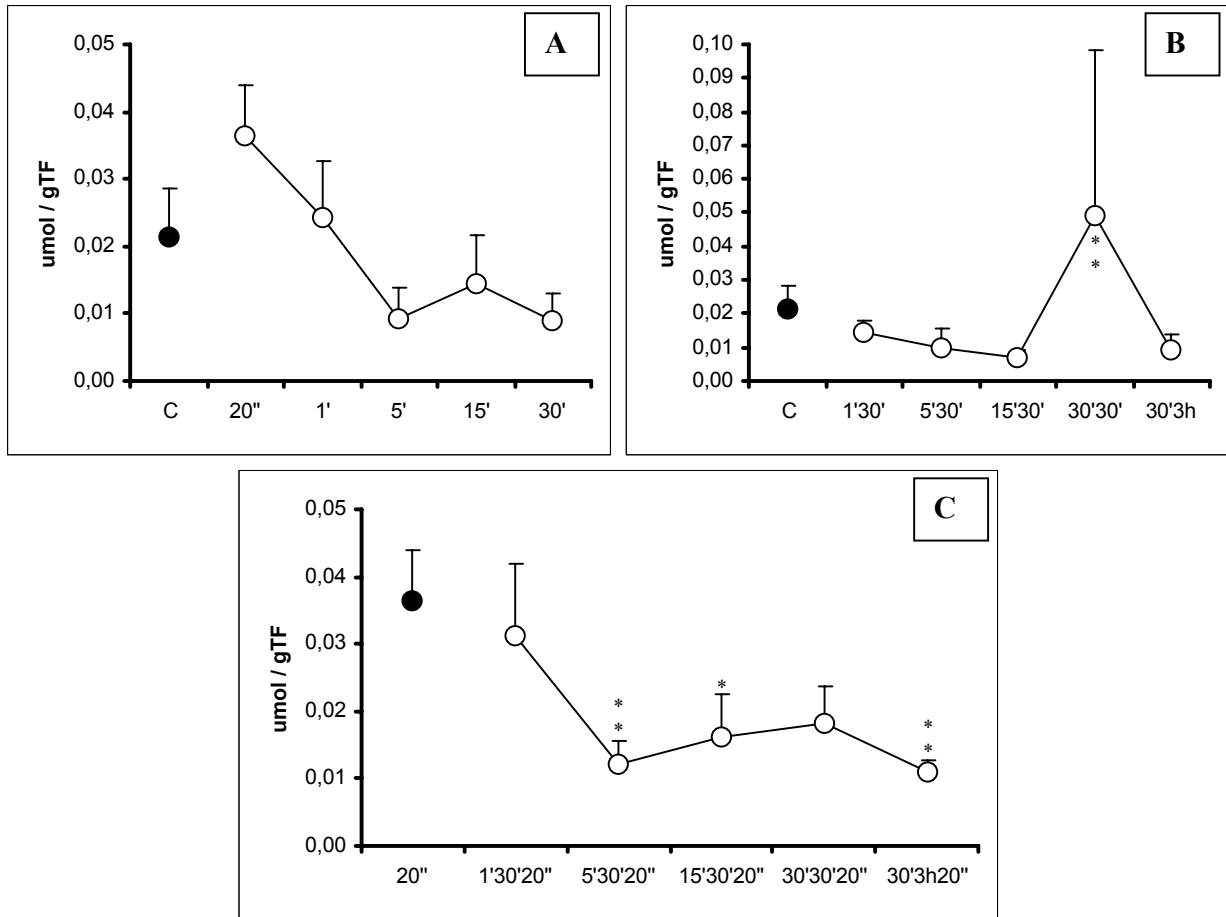 A
0,05
0,04
0,03
0,02
0,01
0,00
umol / gTF
C 20" 1' 5' 15' 30'
B
0,10
0,09
0,08
0,07
0,06
0,05
0,04
0,03
0,02
0,01
0,00
umol / gTF
*
*
C 1'30' 5'30' 15'30' 30'30' 30'3h
C
0,05
0,04
0,03
0,02
0,01
0,00
umol / gTF
* * *
* * *
20" 1'30'20" 5'30'20" 15'30'20" 30'30'20" 30'3h20"